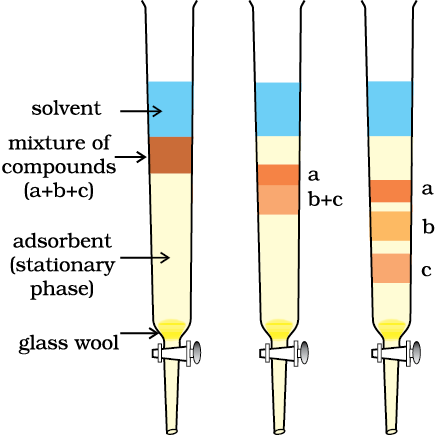 solvent
mixture of
compounds
(a+b+c)
adsorbent
(stationary
phase)
glass wool
a
b+c
a
b
c